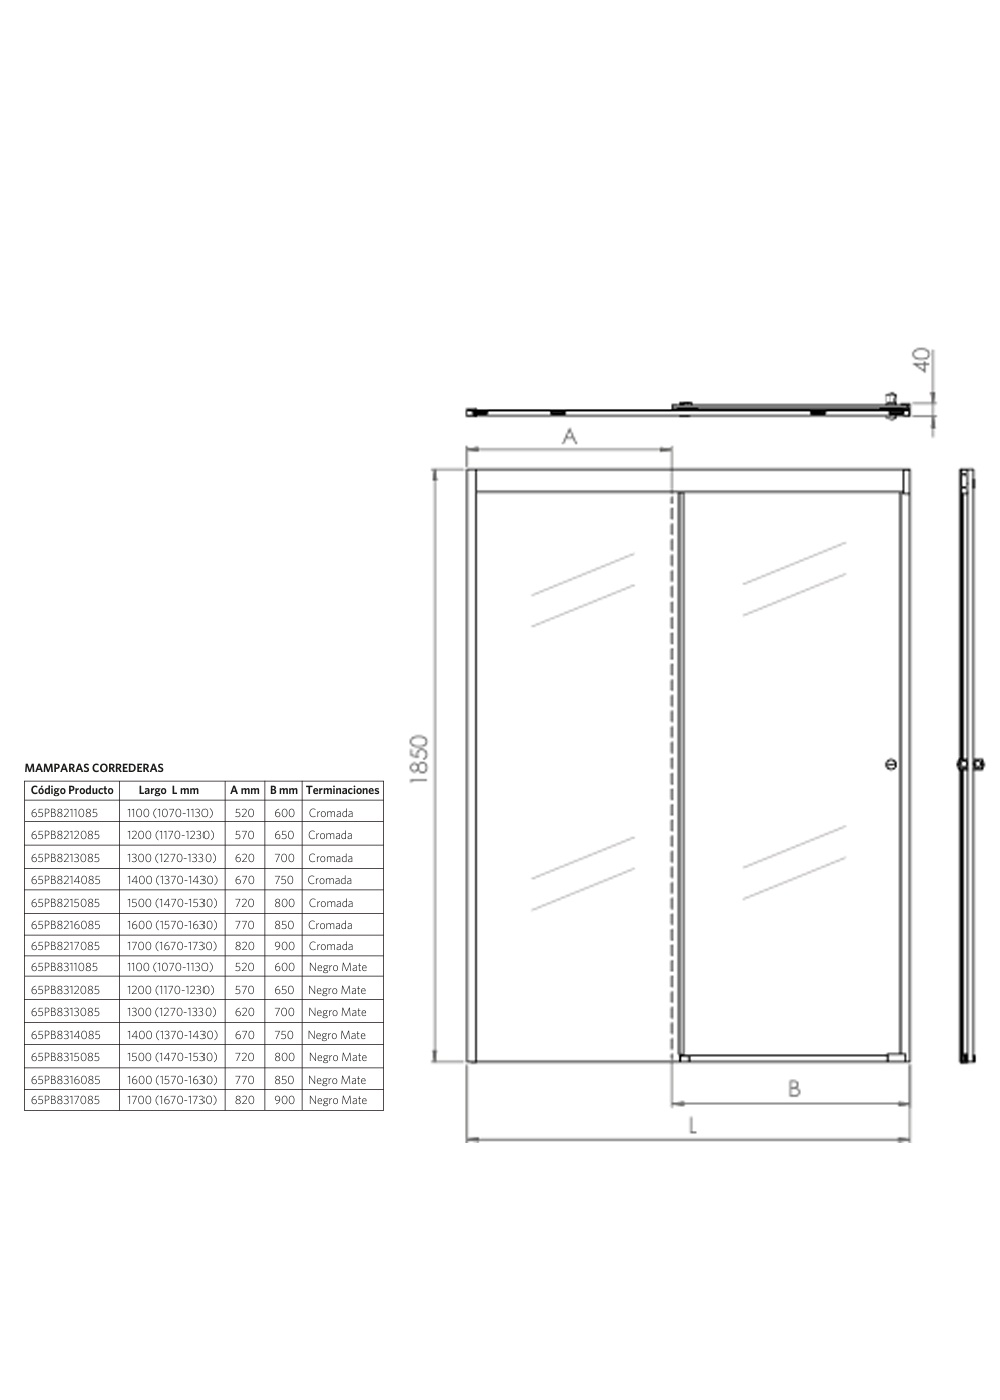 40
A
1850
MAMPARAS CORREDERAS
Código Producto Largo L mm A mm B mm Terminaciones
65PB8211085 1100 (1070-1130) 520 600 Cromada
65PB8212085 1200 (1170-1230) 570 650 Cromada
65PB8213085 1300 (1270-1330) 620 700 Cromada
65PB8214085 1400 (1370-1430) 670 750 Cromada
65PB8215085 1500 (1470-1530) 720 800 Cromada
65PB8216085 1600 (1570-1630) 770 850 Cromada
65PB8217085 1700 (1670-1730) 820 900 Cromada
65PB8311085 1100 (1070-1130) 520 600 Negro Mate
65PB8312085 1200 (1170-1230) 570 650 Negro Mate
65PB8313085 1300 (1270-1330) 620 700 Negro Mate
65PB8314085 1400 (1370-1430) 670 750 Negro Mate
65PB8315085 1500 (1470-1530) 720 800 Negro Mate
65PB8316085 1600 (1570-1630) 770 850 Negro Mate
65PB8317085 1700 (1670-1730) 820 900 Negro Mate
B
L